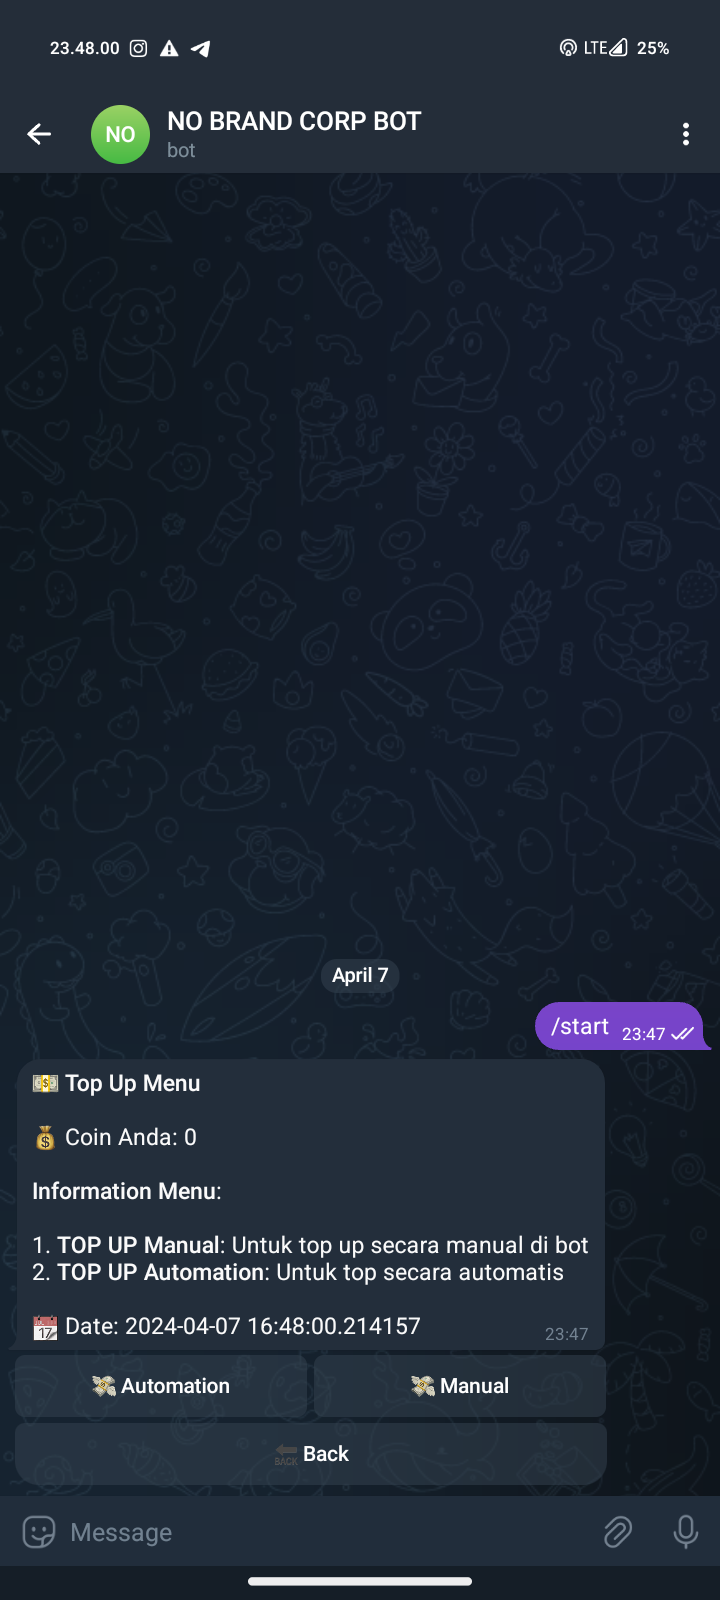 23.48.00 LTE 25%
NO NO BRAND CORP BOT
bot
April 7
/start 23:47
Top Up Menu
Coin Anda: 0
Information Menu:
1. TOP UP Manual: Untuk top up secara manual di bot
2. TOP UP Automation: Untuk top secara automatis
Date: 2024-04-07 16:48:00.214157 23:47
Automation Manual
BACK Back
Message